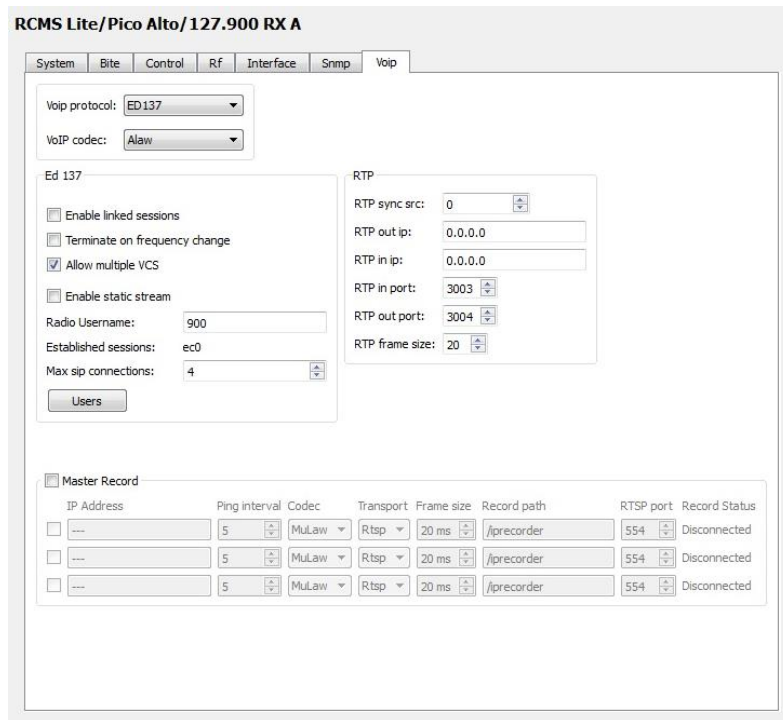 RCMS Lite/Pico Alto/127.900 RX A
System Bite Control Rf Interface Snmp Voip
Voip protocol: ED137
VoIP codec: Alaw
Ed 137
Enable linked sessions
Terminate on frequency change
Allow multiple VCS
Enable static stream
Radio Username: 900
Established sessions: ec0
Max sip connections: 4
Users
RTP
RTP sync src: 0
RTP out ip: 0.0.0.0
RTP in ip: 0.0.0.0
RTP in port: 3003
RTP out port: 3004
RTP frame size: 20
Master Record
IP Address Ping interval Codec Transport Frame size Record path RTSP port Record Status
--- 5 MuLaw Rtsp 20 ms /iprecorder 554 Disconnected
--- 5 MuLaw Rtsp 20 ms /iprecorder 554 Disconnected
--- 5 MuLaw Rtsp 20 ms /iprecorder 554 Disconnected